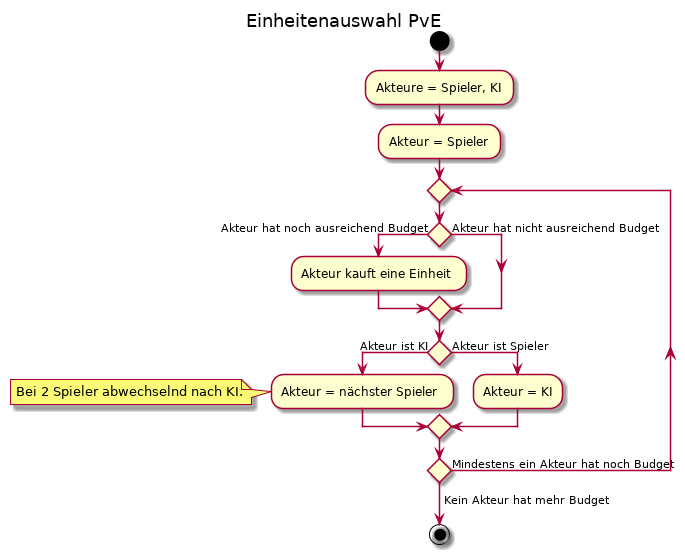 Einheitenauswahl PvE
Akteure = Spieler, KI
Akteur = Spieler
Akteur hat noch ausreichend Budget
Akteur hat nicht ausreichend Budget
Akteur kauft eine Einheit
Akteur ist KI
Akteur ist Spieler
Bei 2 Spieler abwechselnd nach KI.
Akteur = nächster Spieler
Akteur = KI
Mindestens ein Akteur hat noch Budget
Kein Akteur hat mehr Budget